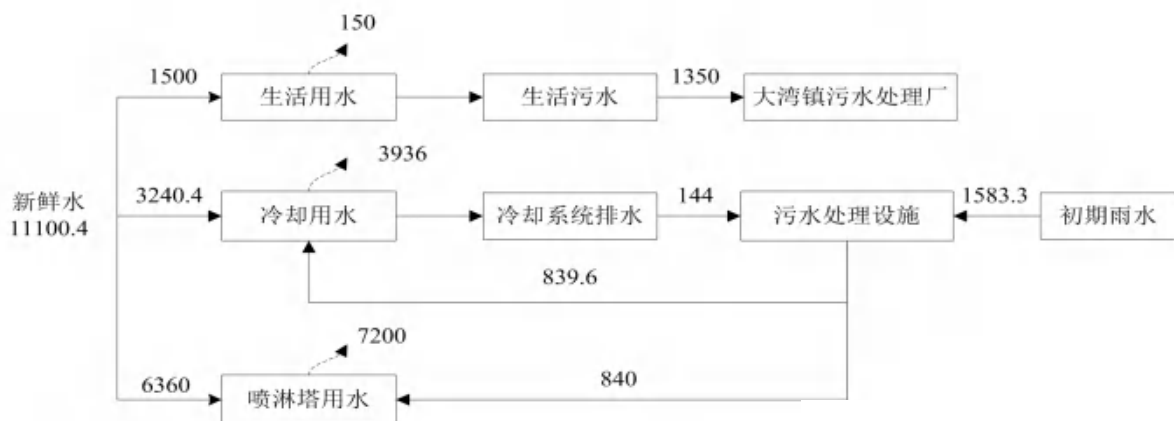 150
1500
生活用水
生活污水
1350
大湾镇污水处理厂
3936
新鲜水
11100.4
3240.4
冷却用水
冷却系统排水
144
污水处理设施
1583.3
初期雨水
839.6
7200
6360
喷淋塔用水
840